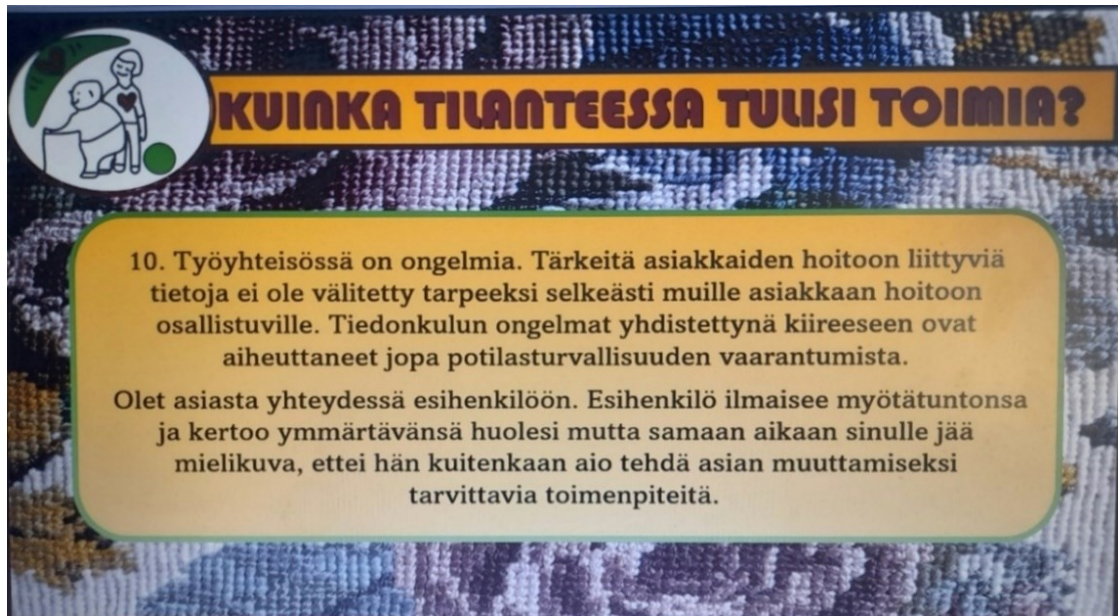 KUINKA TILANTEESSA TULISI TOIMIA?
10. Työyhteisössä on ongelmia. Tärkeitä asiakkaiden hoitoon liittyviä
tietoja ei ole välitetty tarpeeksi selkeästi muille asiakkaan hoitoon
osallistuville. Tiedonkulun ongelmat yhdistettynä kiireeseen ovat
aiheuttaneet jopa potilasturvallisuuden vaarantumista.
Olet asiasta yhteydessä esihenkilöön. Esihenkilö ilmaisee myötätuntonsa
ja kertoo ymmärtävänsä huolesi mutta samaan aikaan sinulle jää
mielikuva, ettei hän kuitenkaan aio tehdä asian muuttamiseksi
tarvittavia toimenpiteitä.